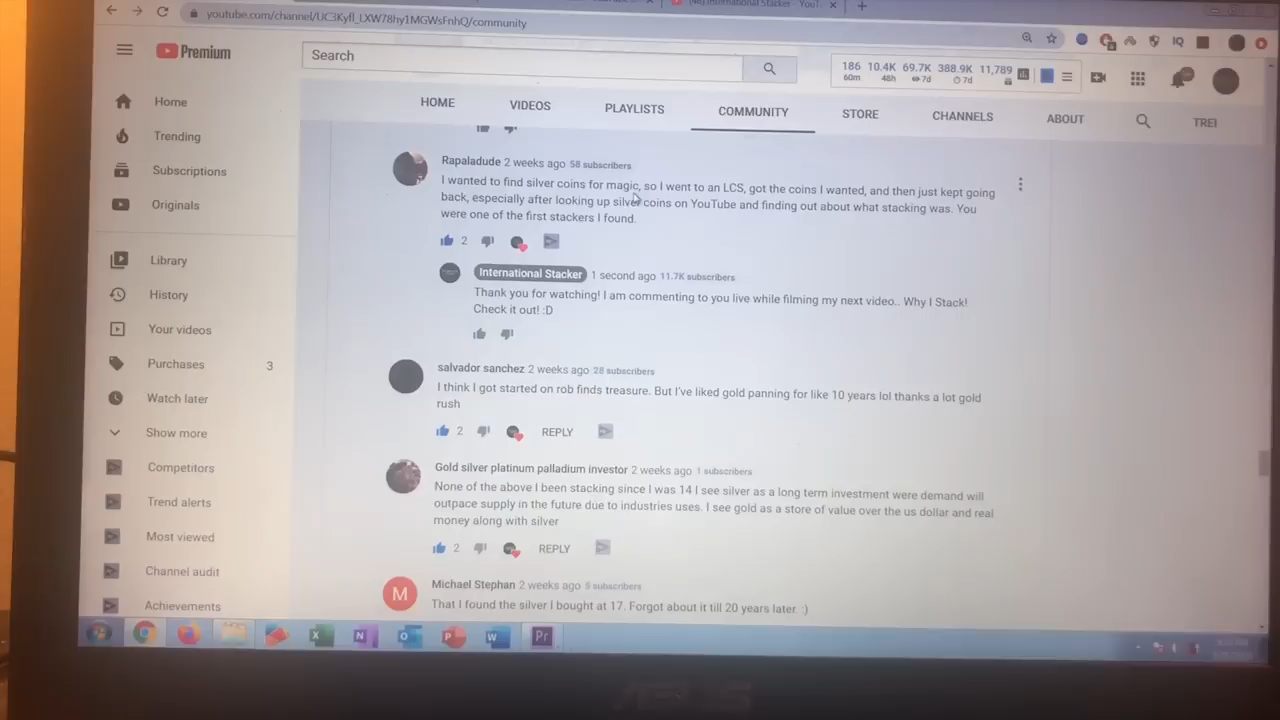 International Stacker - YouT
youtube.com/channel/UC3Kyfl_LXW78hy1MGWsFnhQ/community
IQ
Premium
Search
186 10.4K 69.7K 388.9K 11,789
60m 48h 7d 7d
HOME VIDEOS PLAYLISTS COMMUNITY STORE CHANNELS ABOUT TREI
Home
Trending
Subscriptions
Originals
Library
History
Your videos
Purchases 3
Watch later
Show more
Competitors
Trend alerts
Most viewed
Channel audit
Achievements
Rapaladude 2 weeks ago 58 subscribers
I wanted to find silver coins for magic, so I went to an LCS, got the coins I wanted, and then just kept going
back, especially after looking up silver coins on YouTube and finding out about what stacking was. You
were one of the first stackers I found.
2
International Stacker 1 second ago 11.7K subscribers
Thank you for watching! I am commenting to you live while filming my next video.. Why I Stack!
Check it out! :D
salvador sanchez 2 weeks ago 28 subscribers
I think I got started on rob finds treasure. But I've liked gold panning for like 10 years lol thanks a lot gold
rush
2 REPLY
Gold silver platinum palladium investor 2 weeks ago 1 subscribers
None of the above I been stacking since I was 14 I see silver as a long term investment were demand will
outpace supply in the future due to industries uses. I see gold as a store of value over the us dollar and real
money along with silver
2 REPLY
M
Michael Stephan 2 weeks ago 5 subscribers
That I found the silver I bought at 17. Forgot about it till 20 years later. :)
X N O P W Pr
ASUS